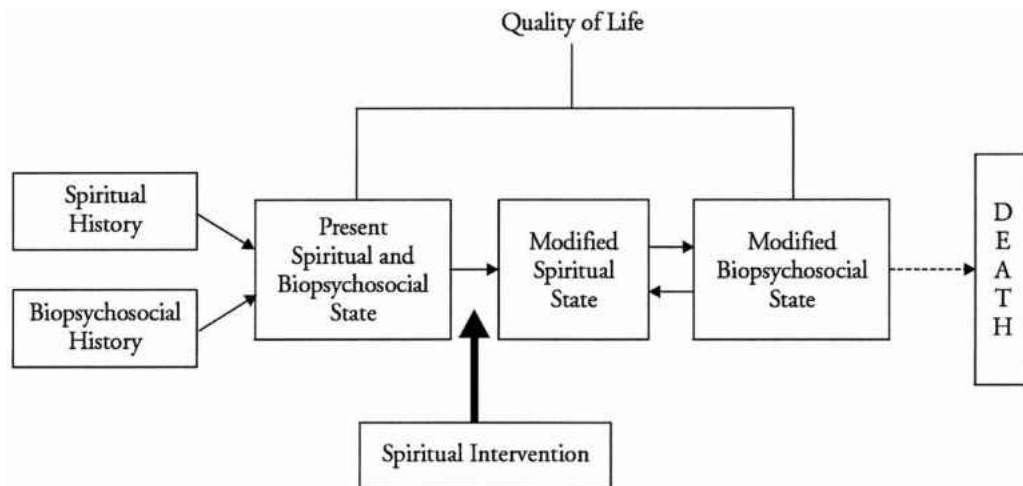 Quality of Life
Spiritual
History
Biopsychosocial
History
Present
Spiritual and
Biopsychosocial
State
Modified
Spiritual
State
Modified
Biopsychosocial
State
D
E
A
T
H
Spiritual Intervention